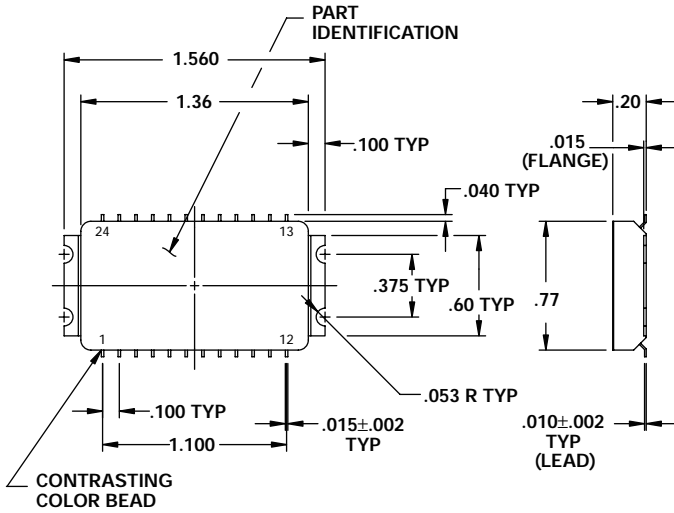 PART
IDENTIFICATION
1.560
1.36
.20
.100 TYP
.015
(FLANGE)
.040 TYP
24
13
.375 TYP
.60 TYP
.77
1
12
.053 R TYP
.100 TYP
.015±.002
TYP
.010±.002
TYP
(LEAD)
1.100
CONTRASTING
COLOR BEAD